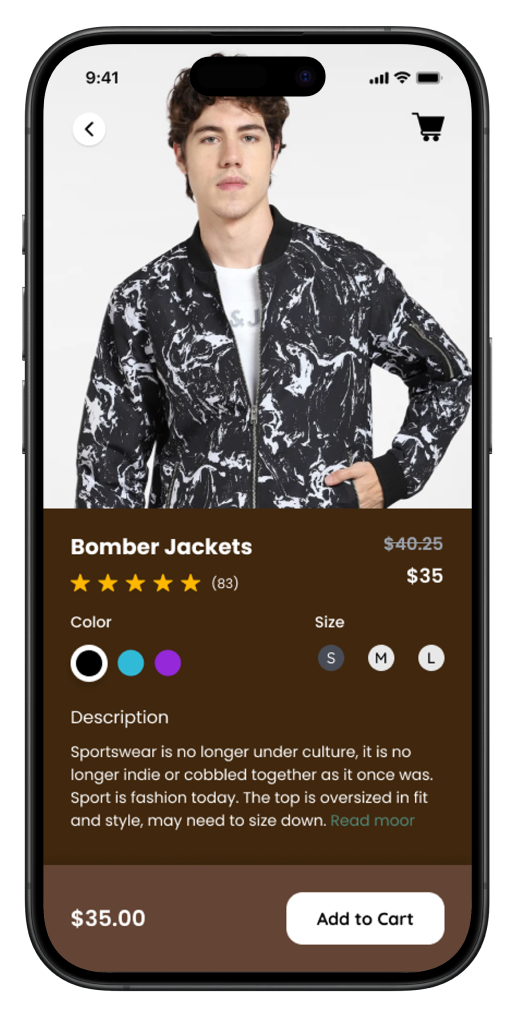 9:41
& J
Bomber Jackets
$40.25
(83)
$35
Color
Size
S
M
L
Description
Sportswear is no longer under culture, it is no
longer indie or cobbled together as it once was.
Sport is fashion today. The top is oversized in fit
and style, may need to size down. Read moor
$35.00
Add to Cart